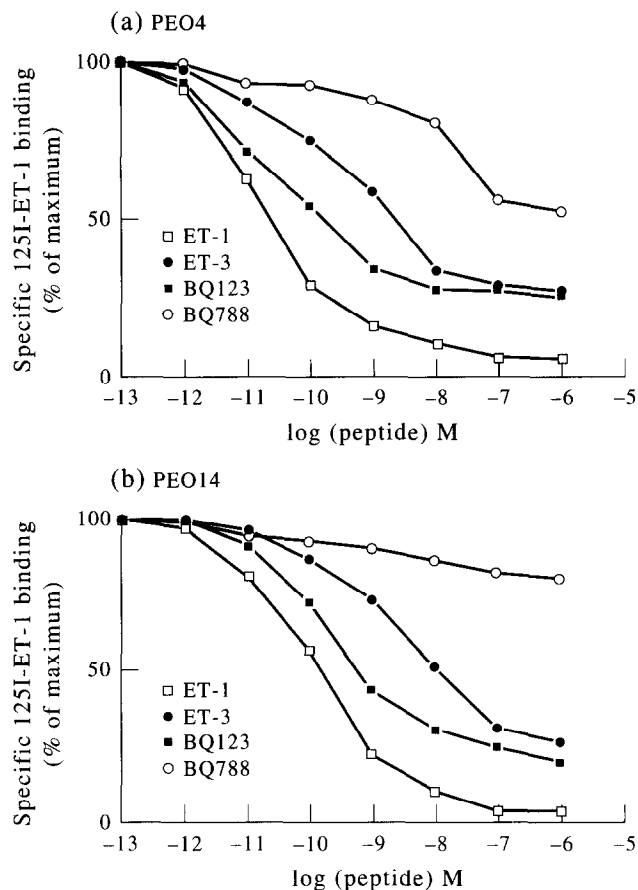 (a) PEO4
Specific 125I-ET-1 binding
(% of maximum)
100
50
0
ET-1
ET-3
BQ123
BQ788
−13 −12 −11 −10 −9 −8 −7 −6
log (peptide) M
(b) PEO14
Specific 125I-ET-1 binding
(% of maximum)
100
50
0
ET-1
ET-3
BQ123
BQ788
−13 −12 −11 −10 −9 −8 −7 −6
log (peptide) M